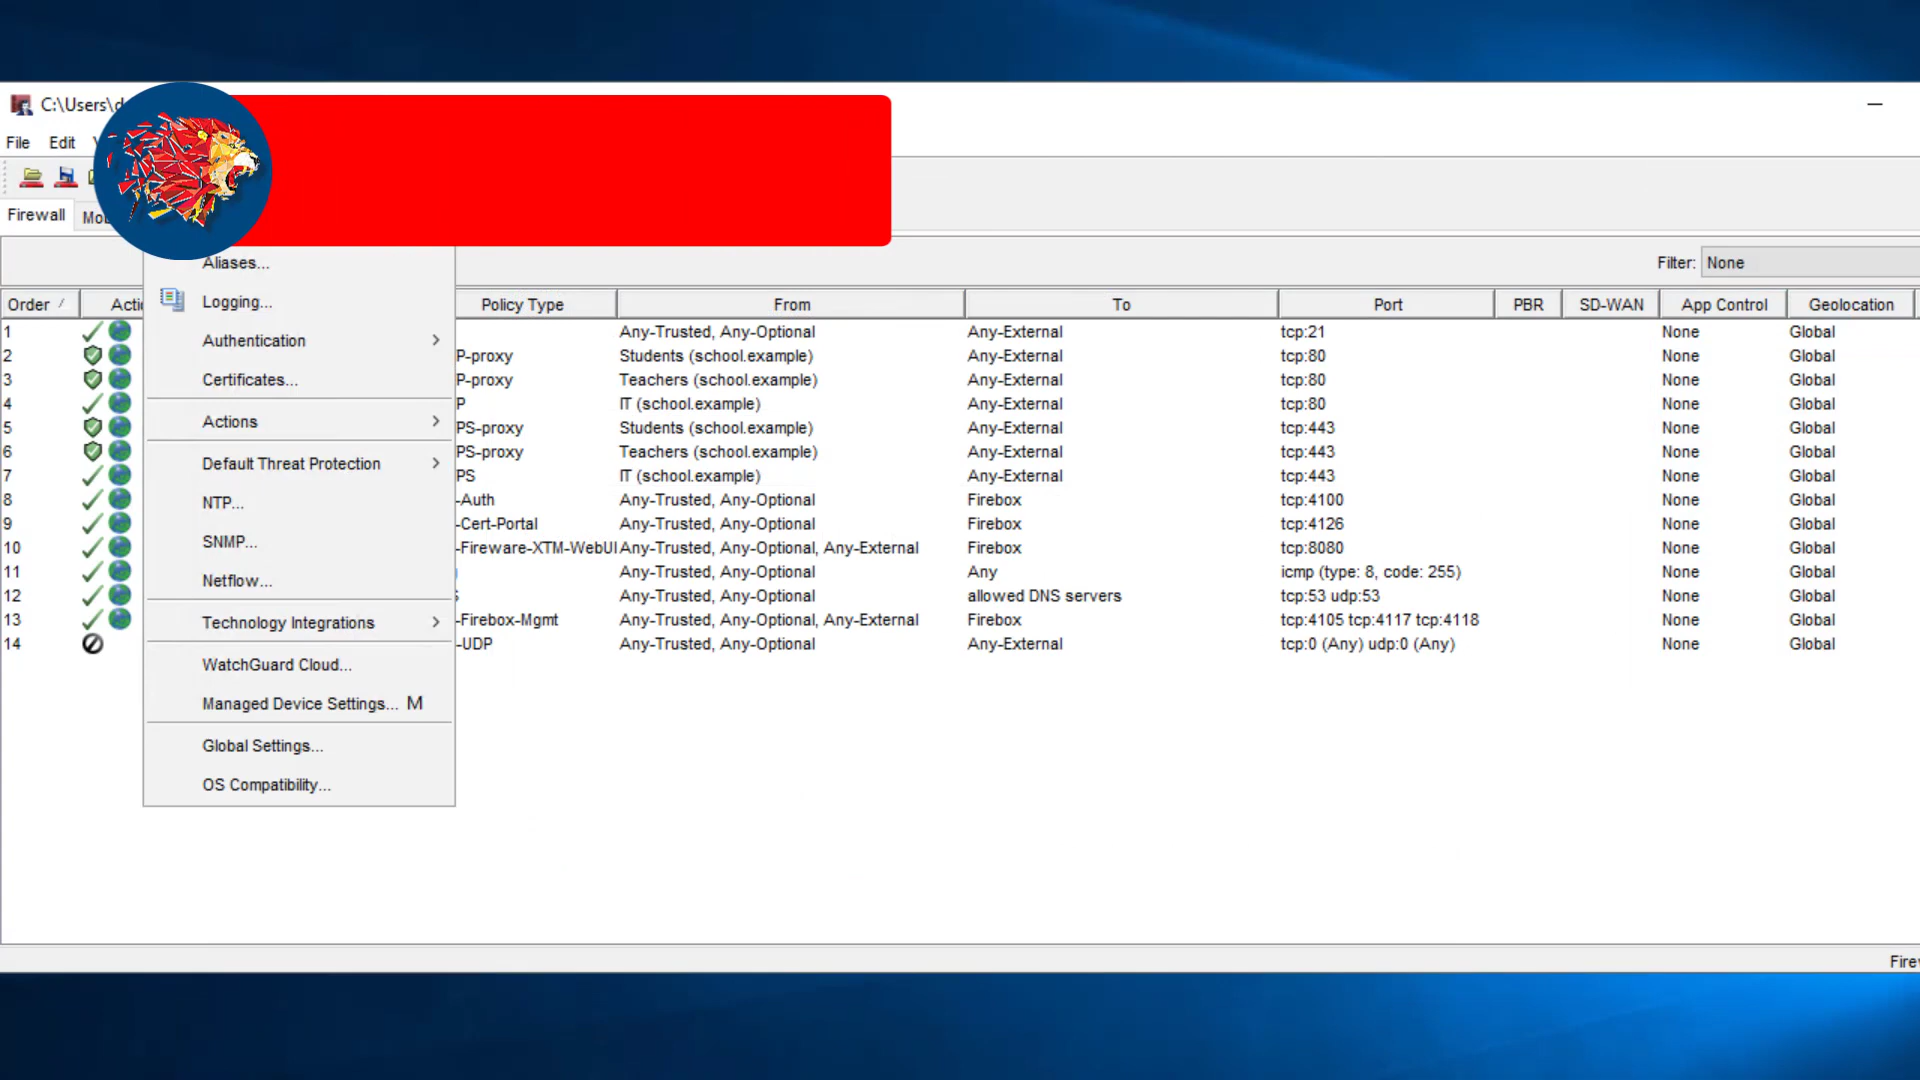 C:\Users\d
File Edit
Firewall
Aliases...
Filter: None
Logging...
Authentication
Certificates...
Actions
Default Threat Protection
NTP...
SNMP...
Netflow...
Technology Integrations
WatchGuard Cloud...
Managed Device Settings... M
Global Settings...
OS Compatibility...
Order Policy Type From To Port PBR SD-WAN App Control Geolocation
1 Any-Trusted, Any-Optional Any-External tcp:21 None Global
2 P-proxy Students (school.example) Any-External tcp:80 None Global
3 P-proxy Teachers (school.example) Any-External tcp:80 None Global
4 P IT (school.example) Any-External tcp:80 None Global
5 PS-proxy Students (school.example) Any-External tcp:443 None Global
6 PS-proxy Teachers (school.example) Any-External tcp:443 None Global
7 PS IT (school.example) Any-External tcp:443 None Global
8 -Auth Any-Trusted, Any-Optional Firebox tcp:4100 None Global
9 -Cert-Portal Any-Trusted, Any-Optional Firebox tcp:4126 None Global
10 -Fireware-XTM-WebUI Any-Trusted, Any-Optional, Any-External Firebox tcp:8080 None Global
11 Any-Trusted, Any-Optional Any icmp (type: 8, code: 255) None Global
12 Any-Trusted, Any-Optional allowed DNS servers tcp:53 udp:53 None Global
13 -Firebox-Mgmt Any-Trusted, Any-Optional, Any-External Firebox tcp:4105 tcp:4117 tcp:4118 None Global
14 -UDP Any-Trusted, Any-Optional Any-External tcp:0 (Any) udp:0 (Any) None Global